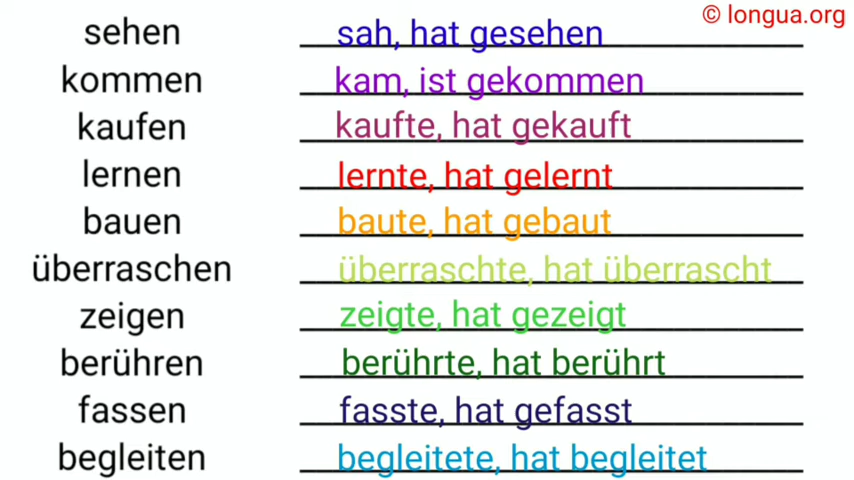 © longua.org
sehen sah, hat gesehen
kommen kam, ist gekommen
kaufen kaufte, hat gekauft
lernen lernte, hat gelernt
bauen baute, hat gebaut
überraschen überraschte, hat überrascht
zeigen zeigte, hat gezeigt
berühren berührte, hat berührt
fassen fasste, hat gefasst
begleiten begleitete, hat begleitet